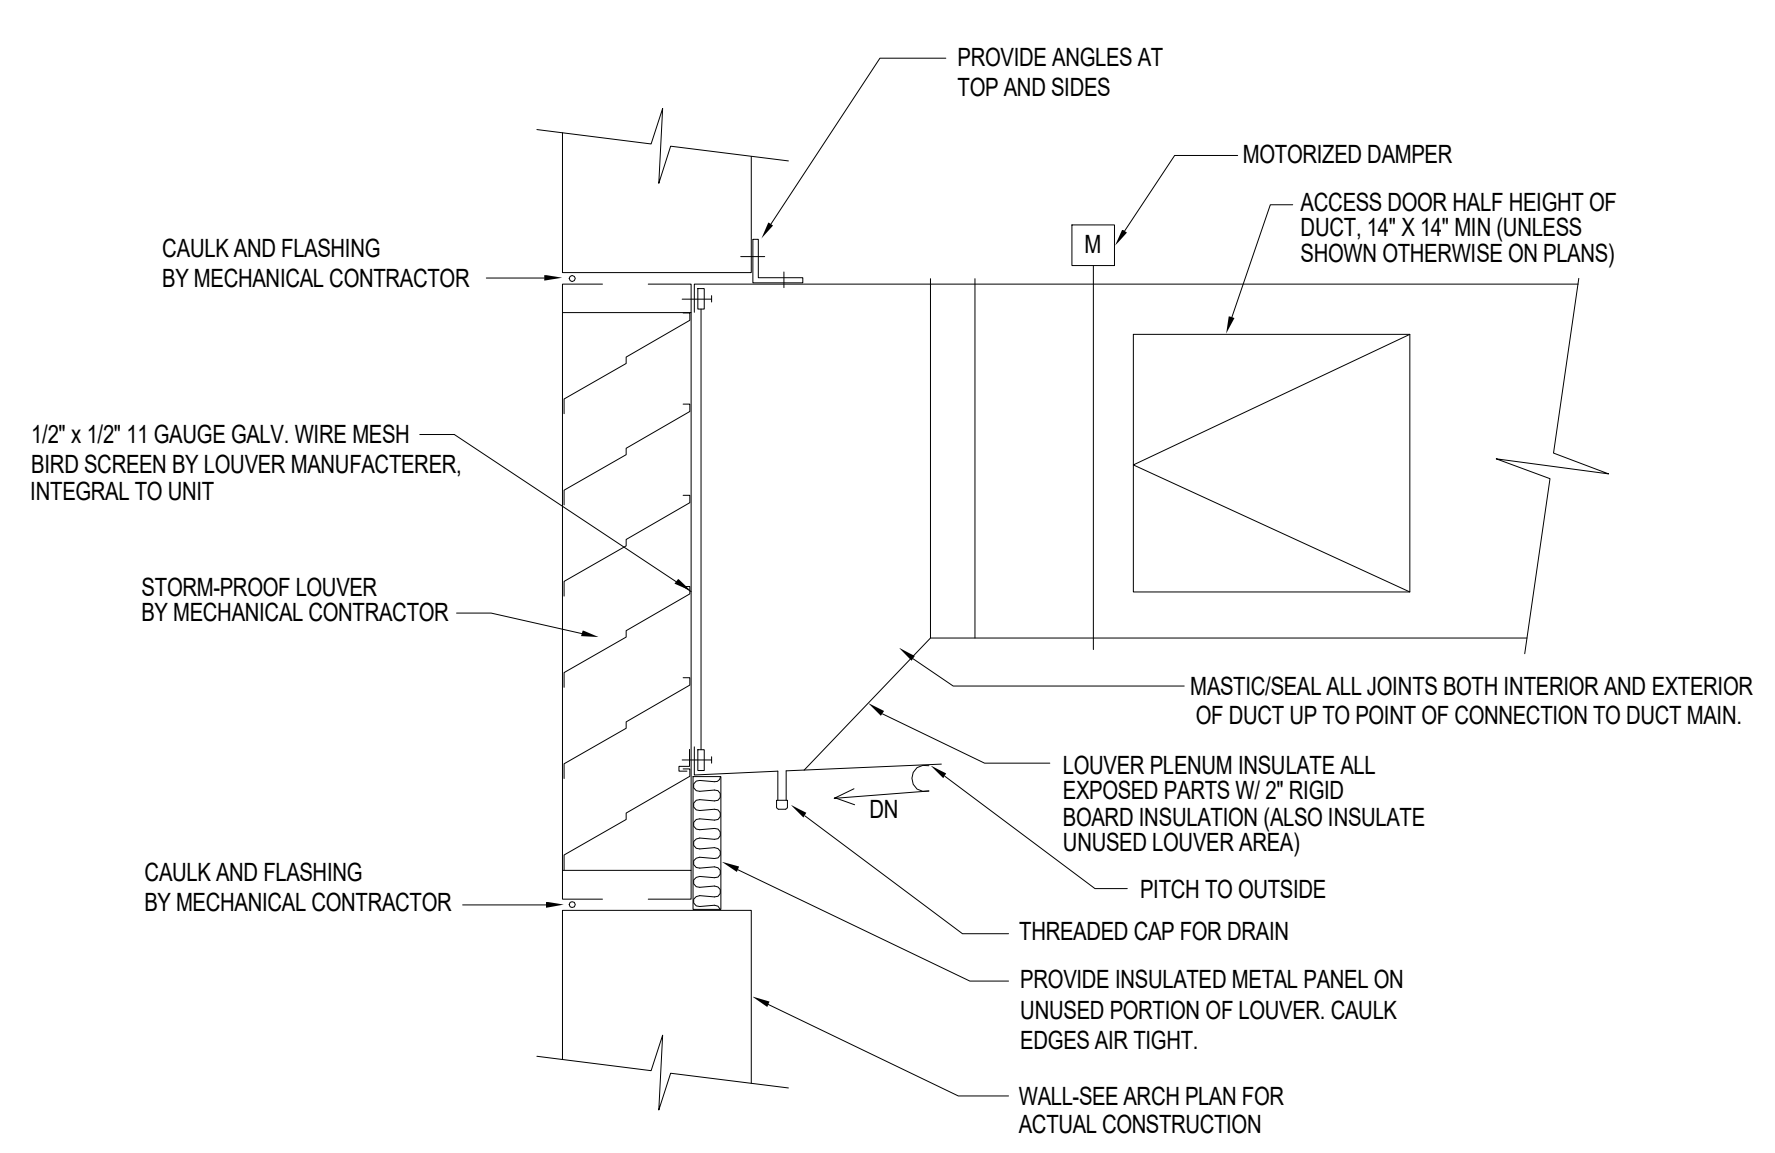 PROVIDE ANGLES AT
TOP AND SIDES
MOTORIZED DAMPER
ACCESS DOOR HALF HEIGHT OF
DUCT, 14" X 14" MIN (UNLESS
SHOWN OTHERWISE ON PLANS)
M
CAULK AND FLASHING
BY MECHANICAL CONTRACTOR
1/2" x 1/2" 11 GAUGE GALV. WIRE MESH
BIRD SCREEN BY LOUVER MANUFACTERER,
INTEGRAL TO UNIT
STORM-PROOF LOUVER
BY MECHANICAL CONTRACTOR
MASTIC/SEAL ALL JOINTS BOTH INTERIOR AND EXTERIOR
OF DUCT UP TO POINT OF CONNECTION TO DUCT MAIN.
LOUVER PLENUM INSULATE ALL
EXPOSED PARTS W/ 2" RIGID
BOARD INSULATION (ALSO INSULATE
UNUSED LOUVER AREA)
DN
CAULK AND FLASHING
BY MECHANICAL CONTRACTOR
PITCH TO OUTSIDE
THREADED CAP FOR DRAIN
PROVIDE INSULATED METAL PANEL ON
UNUSED PORTION OF LOUVER. CAULK
EDGES AIR TIGHT.
WALL-SEE ARCH PLAN FOR
ACTUAL CONSTRUCTION